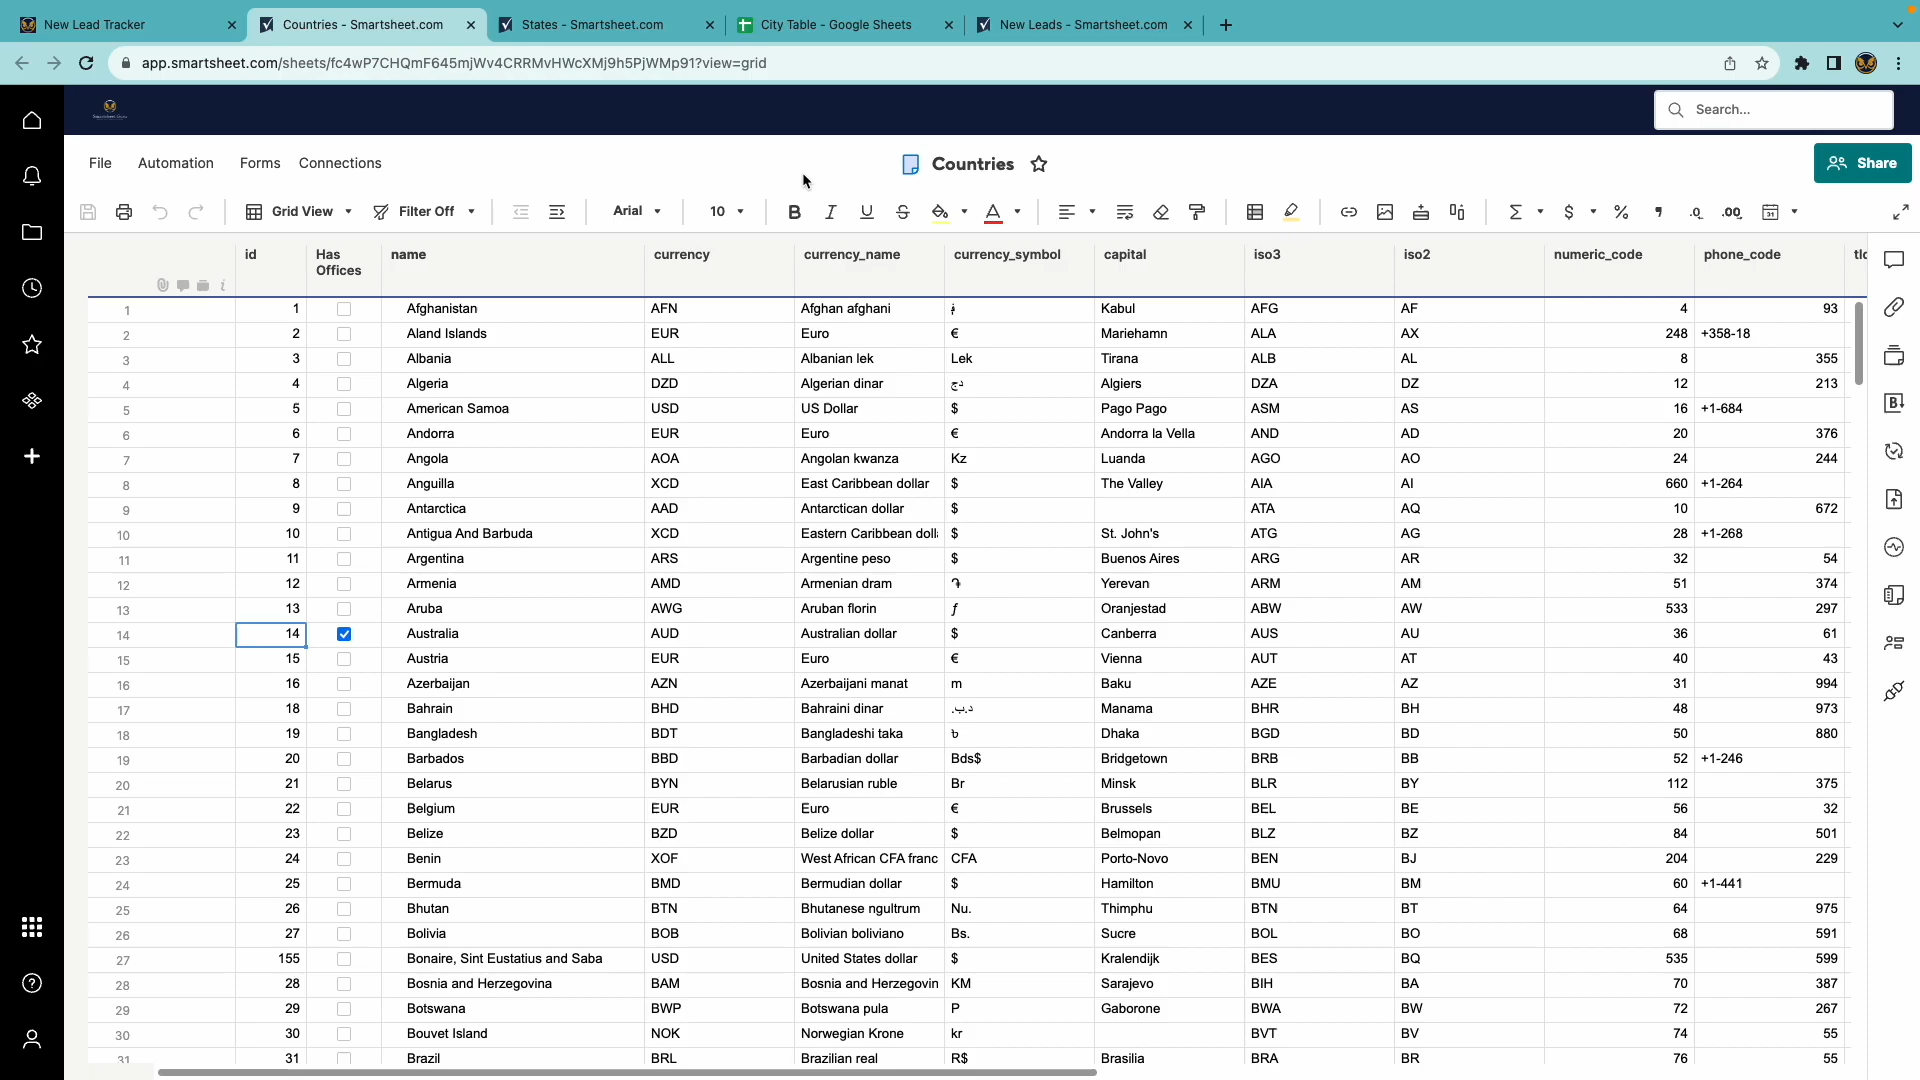 New Lead Tracker
Countries - Smartsheet.com
States - Smartsheet.com
City Table - Google Sheets
New Leads - Smartsheet.com
app.smartsheet.com/sheets/fc4wP7CHQmF645mjWv4CRRMvHWcXMj9h5PjWMp91?view=grid
Search...
File Automation Forms Connections
Countries
Share
Grid View Filter Off Arial 10
id Has Offices name currency currency_name currency_symbol capital iso3 iso2 numeric_code phone_code
1 1 Afghanistan AFN Afghan afghani ؋ Kabul AFG AF 4 93
2 2 Aland Islands EUR Euro € Mariehamn ALA AX 248 +358-18
3 3 Albania ALL Albanian lek Lek Tirana ALB AL 8 355
4 4 Algeria DZD Algerian dinar دج Algiers DZA DZ 12 213
5 5 American Samoa USD US Dollar $ Pago Pago ASM AS 16 +1-684
6 6 Andorra EUR Euro € Andorra la Vella AND AD 20 376
7 7 Angola AOA Angolan kwanza Kz Luanda AGO AO 24 244
8 8 Anguilla XCD East Caribbean dollar $ The Valley AIA AI 660 +1-264
9 9 Antarctica AAD Antarctican dollar $ ATA AQ 10 672
10 10 Antigua And Barbuda XCD Eastern Caribbean doll $ St. John's ATG AG 28 +1-268
11 11 Argentina ARS Argentine peso $ Buenos Aires ARG AR 32 54
12 12 Armenia AMD Armenian dram ֏ Yerevan ARM AM 51 374
13 13 Aruba AWG Aruban florin ƒ Oranjestad ABW AW 533 297
14 14 Australia AUD Australian dollar $ Canberra AUS AU 36 61
15 15 Austria EUR Euro € Vienna AUT AT 40 43
16 16 Azerbaijan AZN Azerbaijani manat m Baku AZE AZ 31 994
17 18 Bahrain BHD Bahraini dinar .د.ب Manama BHR BH 48 973
18 19 Bangladesh BDT Bangladeshi taka ৳ Dhaka BGD BD 50 880
19 20 Barbados BBD Barbadian dollar Bds$ Bridgetown BRB BB 52 +1-246
20 21 Belarus BYN Belarusian ruble Br Minsk BLR BY 112 375
21 22 Belgium EUR Euro € Brussels BEL BE 56 32
22 23 Belize BZD Belize dollar $ Belmopan BLZ BZ 84 501
23 24 Benin XOF West African CFA franc CFA Porto-Novo BEN BJ 204 229
24 25 Bermuda BMD Bermudian dollar $ Hamilton BMU BM 60 +1-441
25 26 Bhutan BTN Bhutanese ngultrum Nu. Thimphu BTN BT 64 975
26 27 Bolivia BOB Bolivian boliviano Bs. Sucre BOL BO 68 591
27 155 Bonaire, Sint Eustatius and Saba USD United States dollar $ Kralendijk BES BQ 535 599
28 28 Bosnia and Herzegovina BAM Bosnia and Herzegovin KM Sarajevo BIH BA 70 387
29 29 Botswana BWP Botswana pula P Gaborone BWA BW 72 267
30 30 Bouvet Island NOK Norwegian Krone kr BVT BV 74 55
31 31 Brazil BRL Brazilian real R$ Brasilia BRA BR 76 55